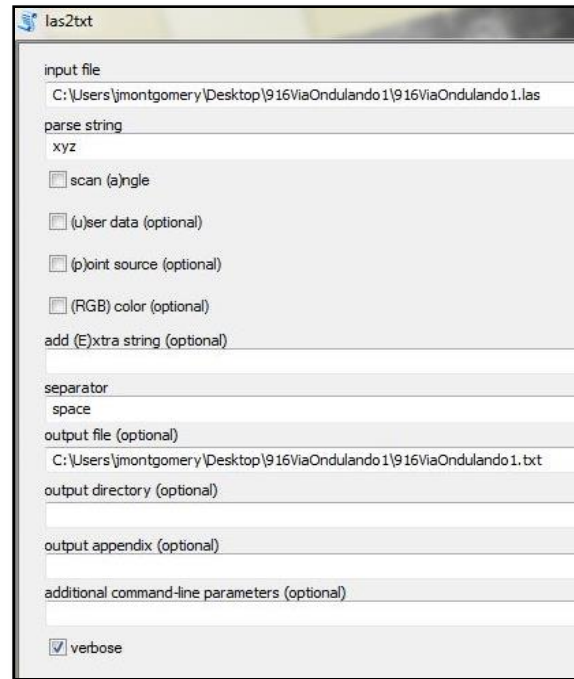 las2txt
input file
C:\Users\jmontgomery\Desktop\916ViaOndulando1\916ViaOndulando1.las
parse string
xyz
scan (a)ngle
(u)ser data (optional)
(p)oint source (optional)
(RGB) color (optional)
add (E)xtra string (optional)
separator
space
output file (optional)
C:\Users\jmontgomery\Desktop\916ViaOndulando1\916ViaOndulando1.txt
output directory (optional)
output appendix (optional)
additional command-line parameters (optional)
verbose